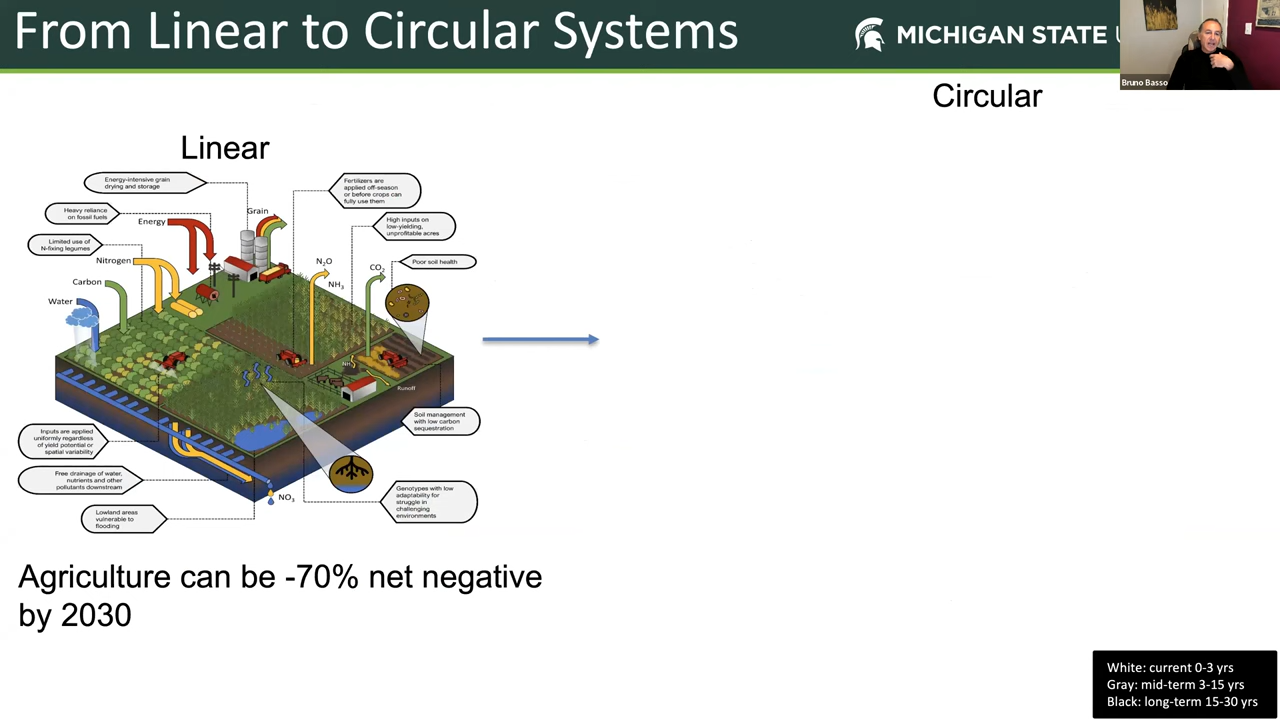 From Linear to Circular Systems
MICHIGAN STATE U
Bruno Basso
Circular
Linear
Energy-intensive grain
drying and storage
Heavy reliance
on fossil fuels
Limited use of
N-fixing legumes
Energy
Nitrogen
Carbon
Water
Grain
N₂O
NH₃
CO₂
Fertilizers are
applied off-season
or before crops can
fully use them
High inputs on
low-yielding,
unprofitable acres
Poor soil health
NH₃
Runoff
Soil management
with low carbon
sequestration
Inputs are applied
uniformly regardless
of yield potential or
spatial variability
Free drainage of water,
nutrients and other
pollutants downstream
Lowland areas
vulnerable to
flooding
NO₃
Genotypes with low
adaptability for
struggle in
challenging
environments
Agriculture can be -70% net negative
by 2030
White: current 0-3 yrs
Gray: mid-term 3-15 yrs
Black: long-term 15-30 yrs